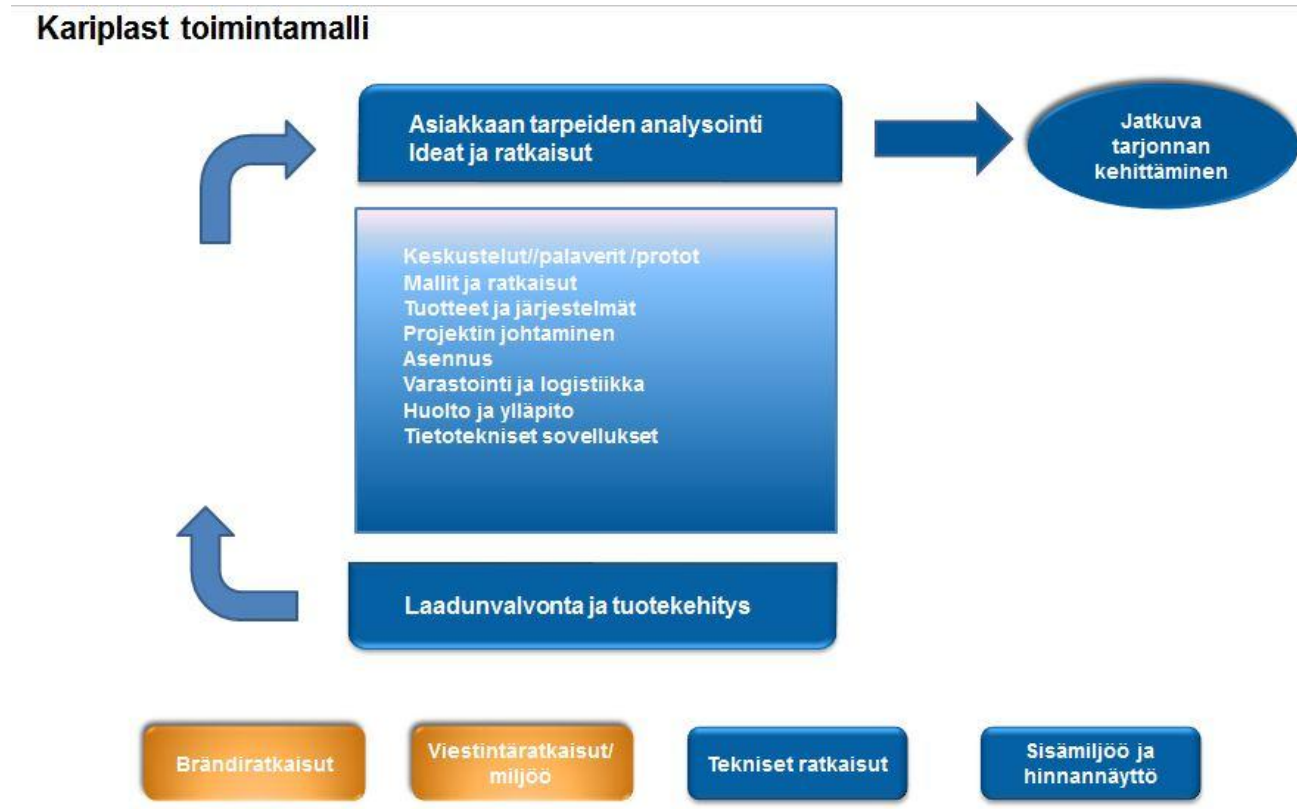 Kariplast toimintamalli
Asiakkaan tarpeiden analysointi
Ideat ja ratkaisut
Jatkuva
tarjonnan
kehittäminen
Keskustelut//palaverit /protot
Mallit ja ratkaisut
Tuotteet ja järjestelmät
Projektin johtaminen
Asennus
Varastointi ja logistiikka
Huolto ja ylläpito
Tietotekniset sovellukset
Laadunvalvonta ja tuotekehitys
Brändiratkaisut
Viestintäratkaisut/
miljöö
Tekniset ratkaisut
Sisämiljöö ja
hinnannäyttö